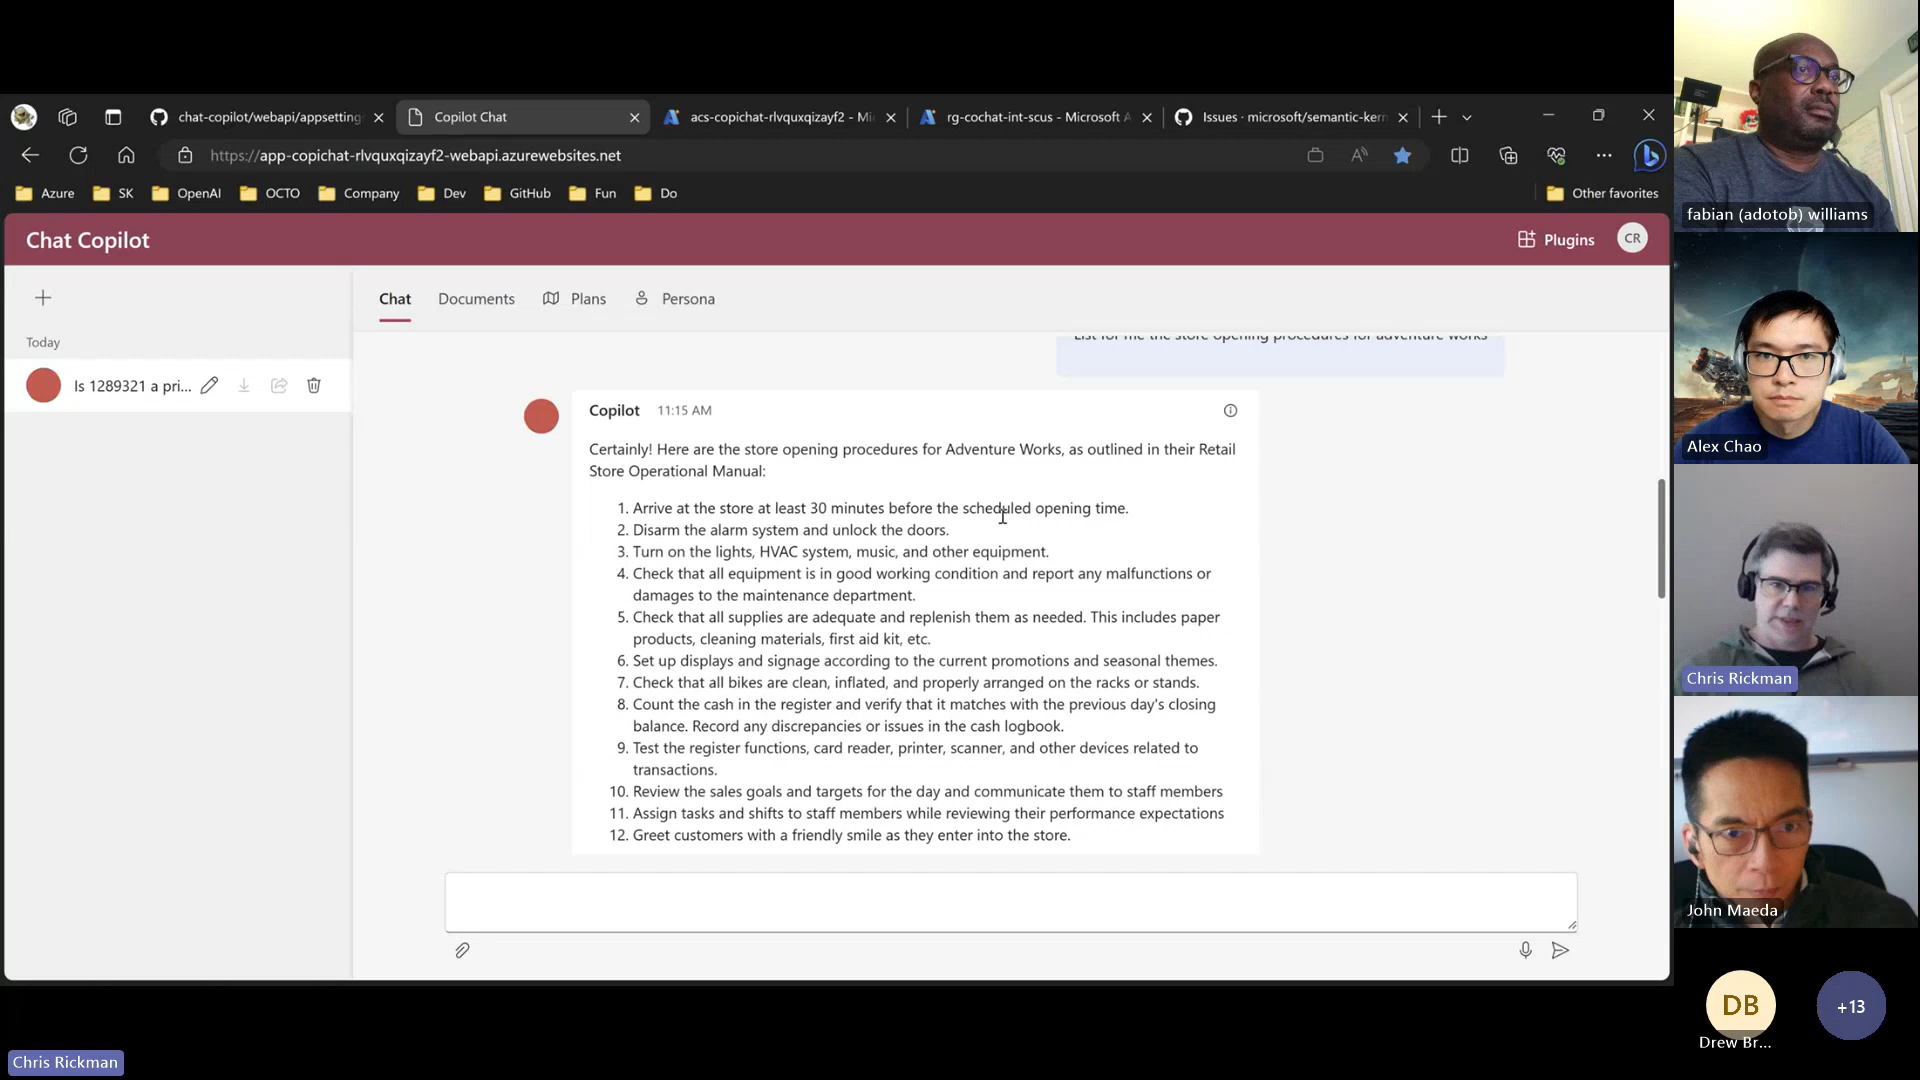 chat-copilot/webapi/appsetting
Copilot Chat
acs-copichat-rlvquxqizayf2 - Mi
rg-cochat-int-scus - Microsoft A
Issues · microsoft/semantic-kern
https://app-copichat-rlvquxqizayf2-webapi.azurewebsites.net
Azure
SK
OpenAI
OCTO
Company
Dev
GitHub
Fun
Do
Other favorites
Chat Copilot
Plugins
CR
Chat
Documents
Plans
Persona
Today
Is 1289321 a pri...
List for me the store opening procedures for adventure works
Copilot 11:15 AM
Certainly! Here are the store opening procedures for Adventure Works, as outlined in their Retail
Store Operational Manual:
1. Arrive at the store at least 30 minutes before the scheduled opening time.
2. Disarm the alarm system and unlock the doors.
3. Turn on the lights, HVAC system, music, and other equipment.
4. Check that all equipment is in good working condition and report any malfunctions or
damages to the maintenance department.
5. Check that all supplies are adequate and replenish them as needed. This includes paper
products, cleaning materials, first aid kit, etc.
6. Set up displays and signage according to the current promotions and seasonal themes.
7. Check that all bikes are clean, inflated, and properly arranged on the racks or stands.
8. Count the cash in the register and verify that it matches with the previous day's closing
balance. Record any discrepancies or issues in the cash logbook.
9. Test the register functions, card reader, printer, scanner, and other devices related to
transactions.
10. Review the sales goals and targets for the day and communicate them to staff members
11. Assign tasks and shifts to staff members while reviewing their performance expectations
12. Greet customers with a friendly smile as they enter into the store.
fabian (adotob) williams
Alex Chao
Chris Rickman
John Maeda
DB
+13
Drew Br...
Chris Rickman